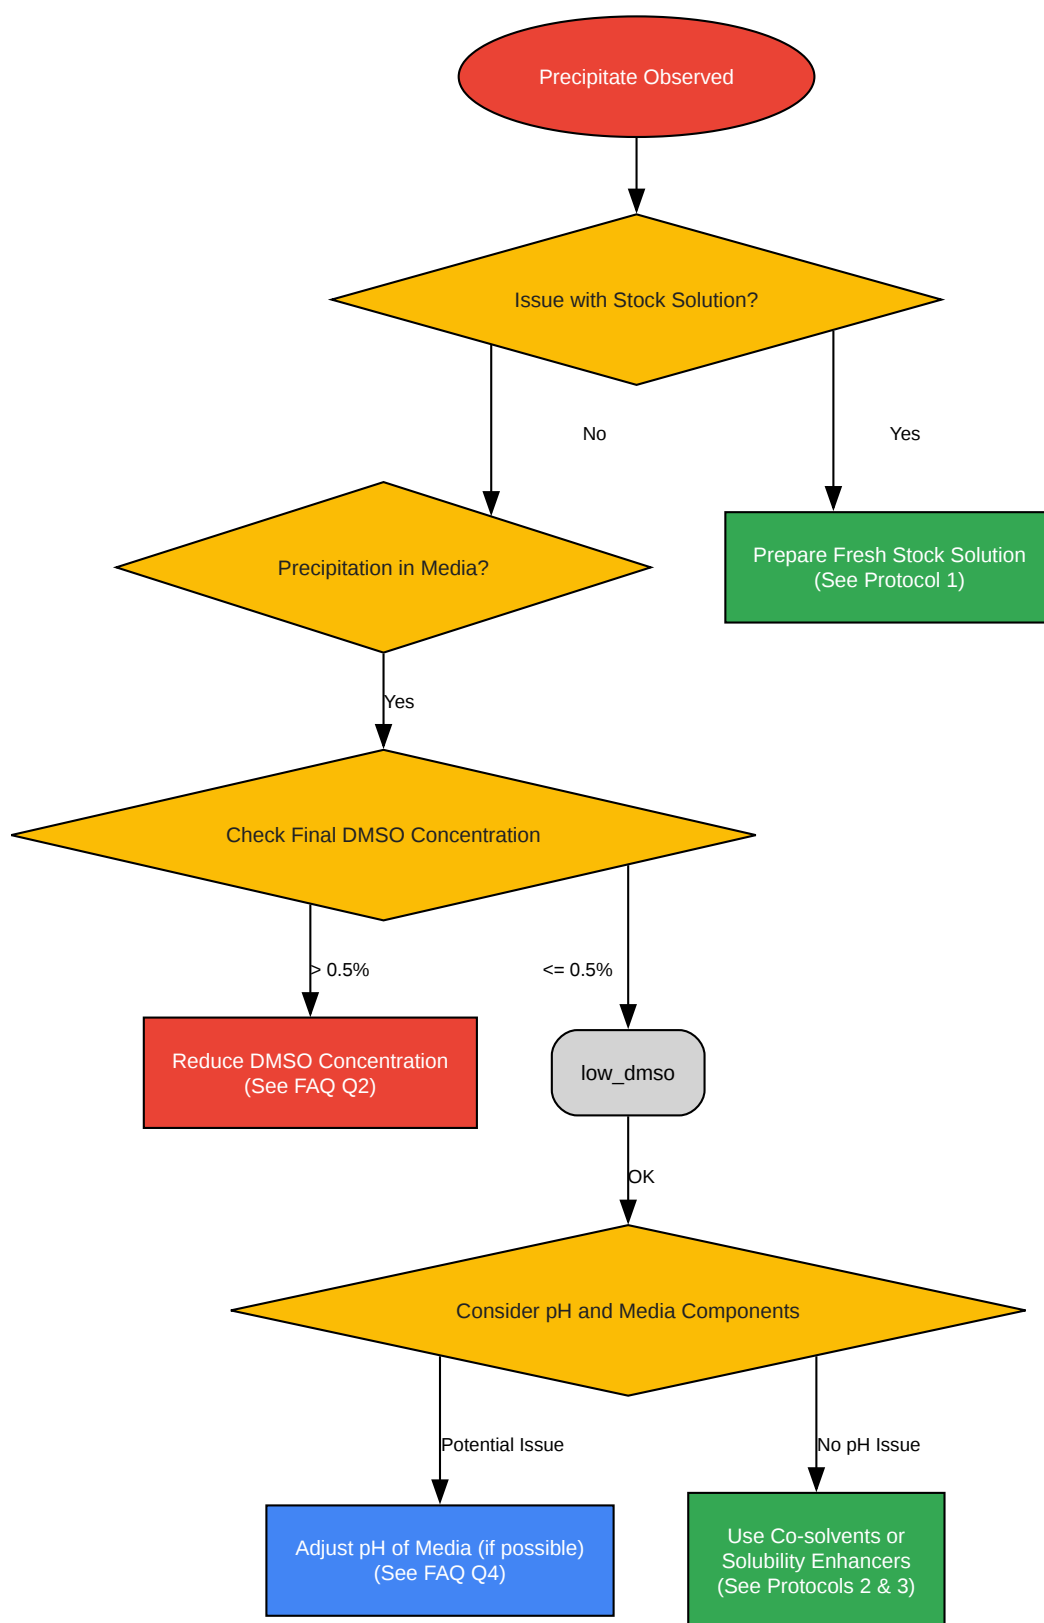 Precipitate Observed
Issue with Stock Solution?
No
Yes
Prepare Fresh Stock Solution
(See Protocol 1)
Precipitation in Media?
Yes
Check Final DMSO Concentration
> 0.5%
<= 0.5%
Reduce DMSO Concentration
(See FAQ Q2)
low_dmso
OK
Consider pH and Media Components
Potential Issue
No pH Issue
Adjust pH of Media (if possible)
(See FAQ Q4)
Use Co-solvents or
Solubility Enhancers
(See Protocols 2 & 3)